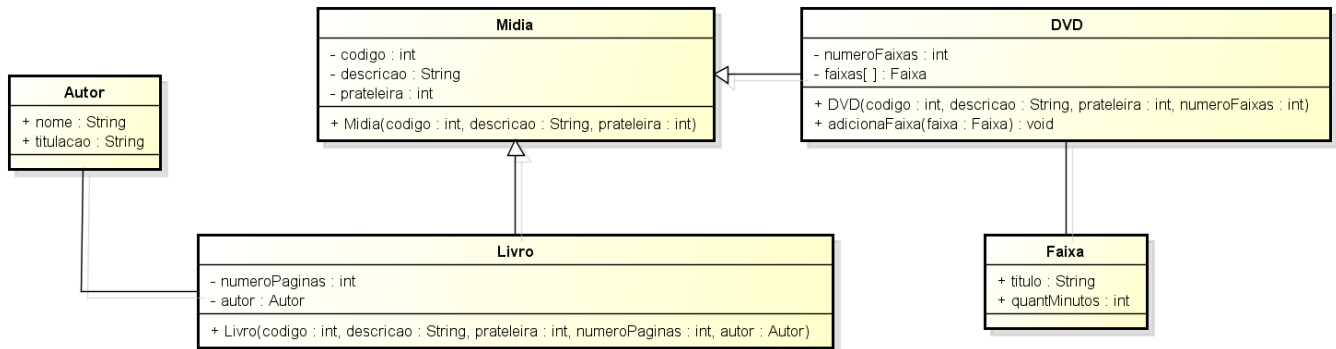 Midia
- codigo : int
- descricao : String
- prateleira : int
+ Midia(codigo : int, descricao : String, prateleira : int)
DVD
- numeroFaixas : int
- faixas[ ] : Faixa
+ DVD(codigo : int, descricao : String, prateleira : int, numeroFaixas : int)
+ adicionaFaixa(faixa : Faixa) : void
Autor
+ nome : String
+ titulacao : String
Livro
- numeroPaginas : int
- autor : Autor
+ Livro(codigo : int, descricao : String, prateleira : int, numeroPaginas : int, autor : Autor)
Faixa
+ titulo : String
+ quantMinutos : int